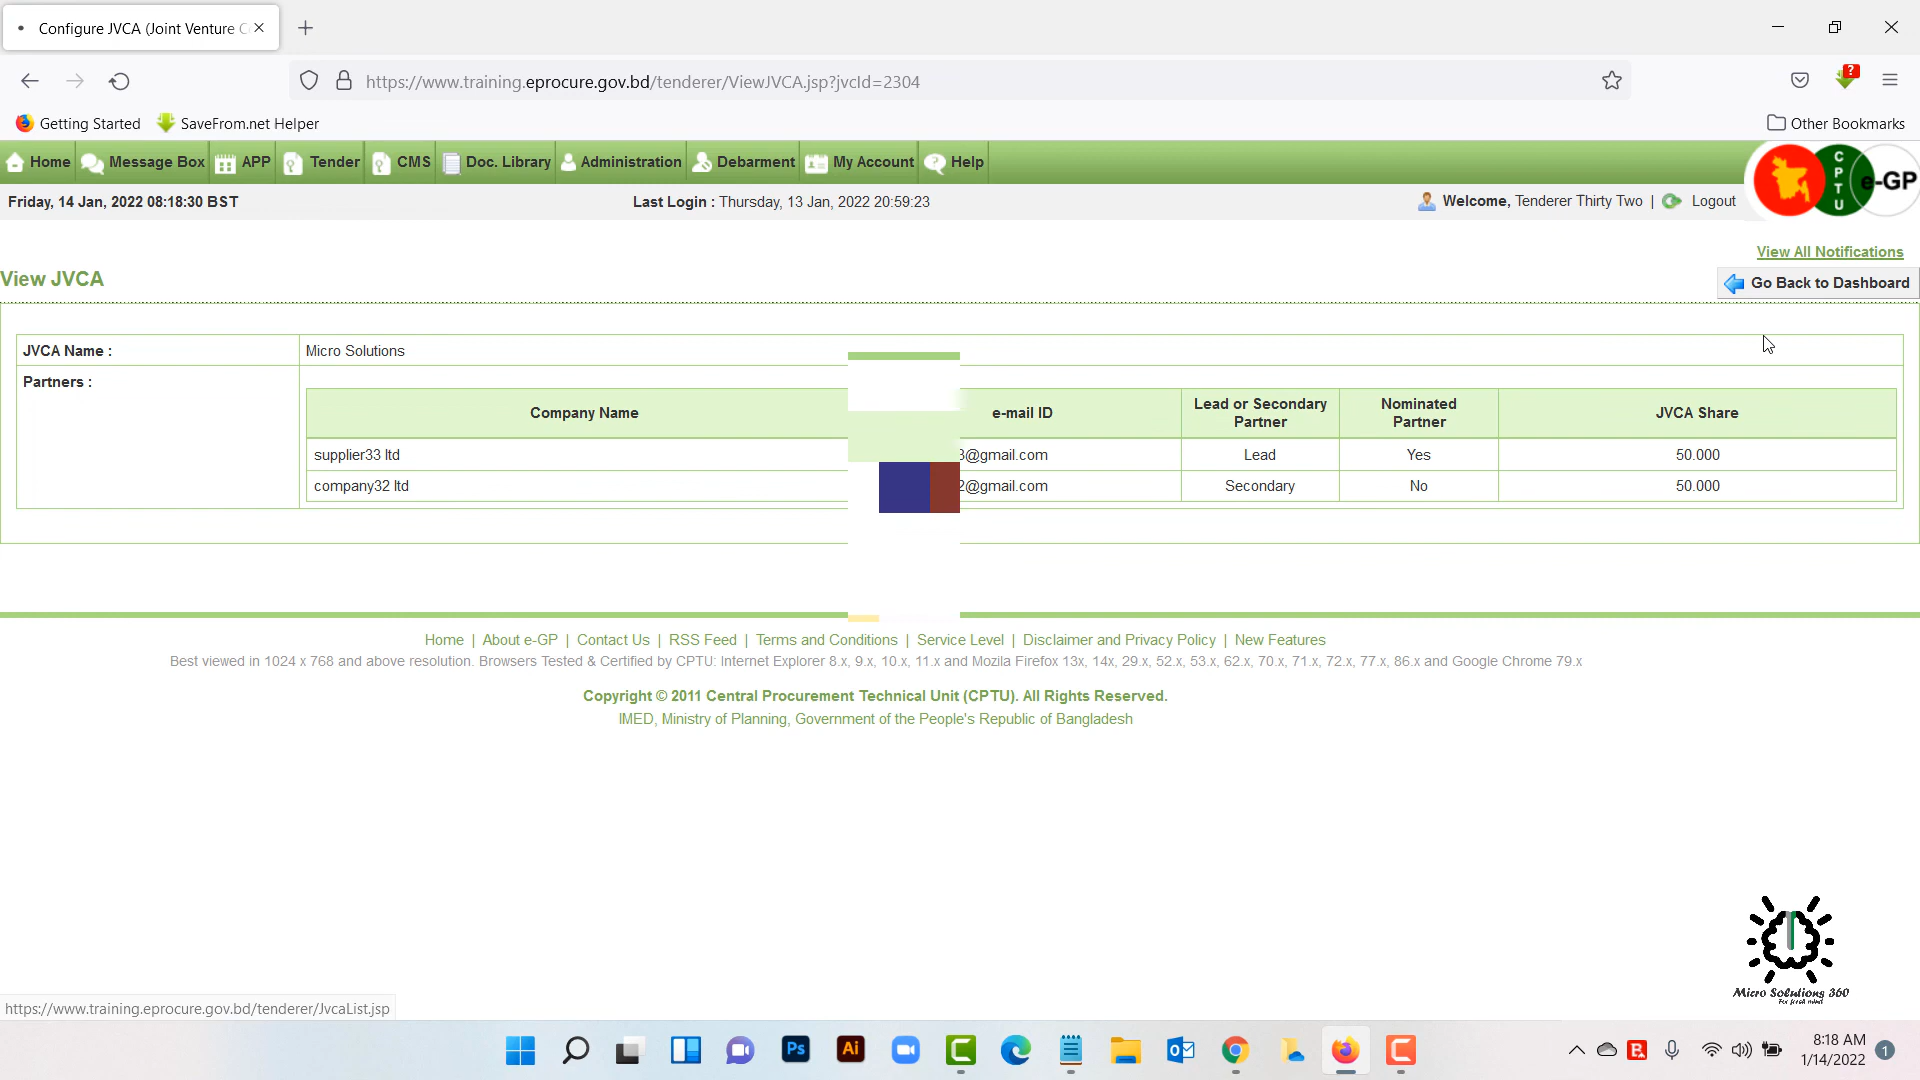 Configure JVCA (Joint Venture C
https://www.training.eprocure.gov.bd/tenderer/ViewJVCA.jsp?jvcId=2304
?
Getting Started SaveFrom.net Helper Other Bookmarks
Home Message Box APP Tender CMS Doc. Library Administration Debarment My Account Help
CPTU e-GP
Friday, 14 Jan, 2022 08:18:30 BST Last Login : Thursday, 13 Jan, 2022 20:59:23 Welcome, Tenderer Thirty Two | Logout
View All Notifications
View JVCA Go Back to Dashboard
JVCA Name : Micro Solutions
Partners :
Company Name e-mail ID Lead or Secondary Partner Nominated Partner JVCA Share
supplier33 ltd 3@gmail.com Lead Yes 50.000
company32 ltd 2@gmail.com Secondary No 50.000
Home | About e-GP | Contact Us | RSS Feed | Terms and Conditions | Service Level | Disclaimer and Privacy Policy | New Features
Best viewed in 1024 x 768 and above resolution. Browsers Tested & Certified by CPTU: Internet Explorer 8.x, 9.x, 10.x, 11.x and Mozila Firefox 13x, 14x, 29.x, 52.x, 53.x, 62.x, 70.x, 71.x, 72.x, 77.x, 86.x and Google Chrome 79.x
Copyright © 2011 Central Procurement Technical Unit (CPTU). All Rights Reserved.
IMED, Ministry of Planning, Government of the People's Republic of Bangladesh
Micro Solutions 360
https://www.training.eprocure.gov.bd/tenderer/JvcaList.jsp
Ps Ai
8:18 AM
1/14/2022 1